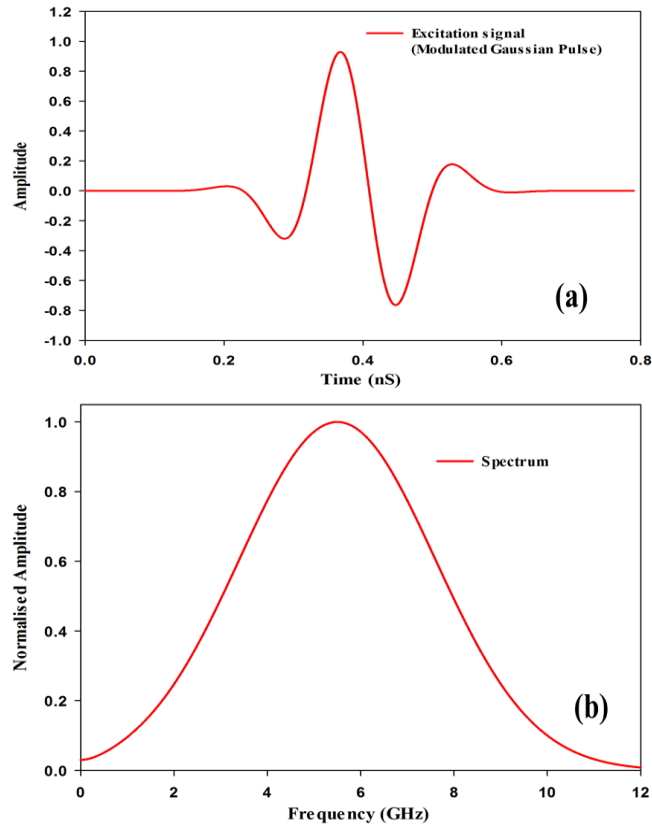 1.2
1.0
0.8
0.6
0.4
0.2
0.0
-0.2
-0.4
-0.6
-0.8
-1.0
Amplitude
Excitation signal
(Modulated Gaussian Pulse)
(a)
0.0 0.2 0.4 0.6 0.8
Time (nS)
1.0
0.8
0.6
0.4
0.2
0.0
Normalised Amplitude
Spectrum
(b)
0 2 4 6 8 10 12
Frequency (GHz)